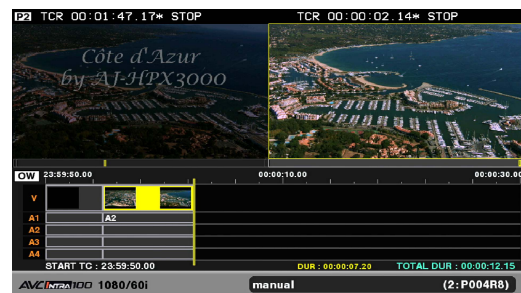 P2 TCR 00:01:47.17* STOP TCR 00:00:02.14* STOP
Côte d'Azur
by AJ-HPX3000
OW 23:59:50.00 00:00:10.00 00:00:30.00
V
A1 A2
A2
A3
A4
START TC : 23:59:50.00 DUR : 00:00:07.20 TOTAL DUR : 00:00:12.15
AVC INTRA 100 1080/60i manual (2:P004R8)